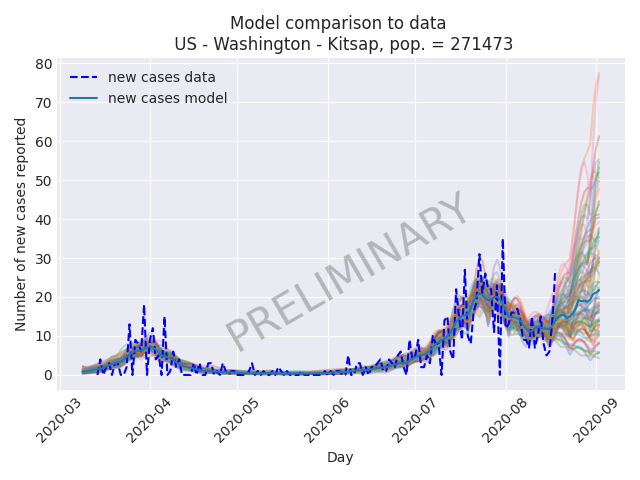 Model comparison to data
US - Washington - Kitsap, pop. = 271473
80
70
60
50
40
30
20
10
0
Number of new cases reported
new cases data
new cases model
PRELIMINARY
2020-03
2020-04
2020-05
2020-06
2020-07
2020-08
2020-09
Day